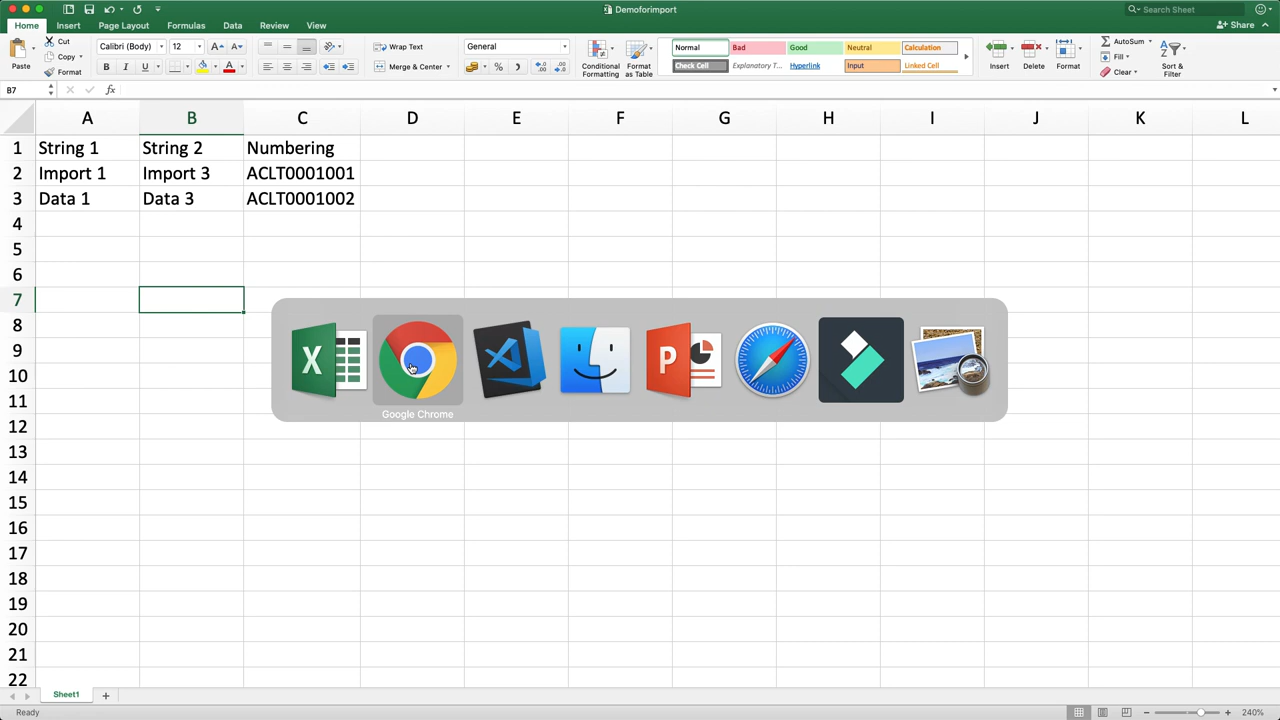 Demoforimport
Search Sheet
Home Insert Page Layout Formulas Data Review View
Share
Paste
Cut
Copy
Format
Calibri (Body) 12
B I U
Wrap Text
Merge & Center
General
Conditional Formatting
Format as Table
Normal Bad Good Neutral Calculation
Check Cell Explanatory T... Hyperlink Input Linked Cell
Insert Delete Format
AutoSum
Fill
Clear
Sort & Filter
B7 fx
A B C D E F G H I J K L
1 String 1 String 2 Numbering
2 Import 1 Import 3 ACLT0001001
3 Data 1 Data 3 ACLT0001002
4
5
6
7
8
9
10
11
12
13
14
15
16
17
18
19
20
21
22
Google Chrome
Sheet1
Ready
240%